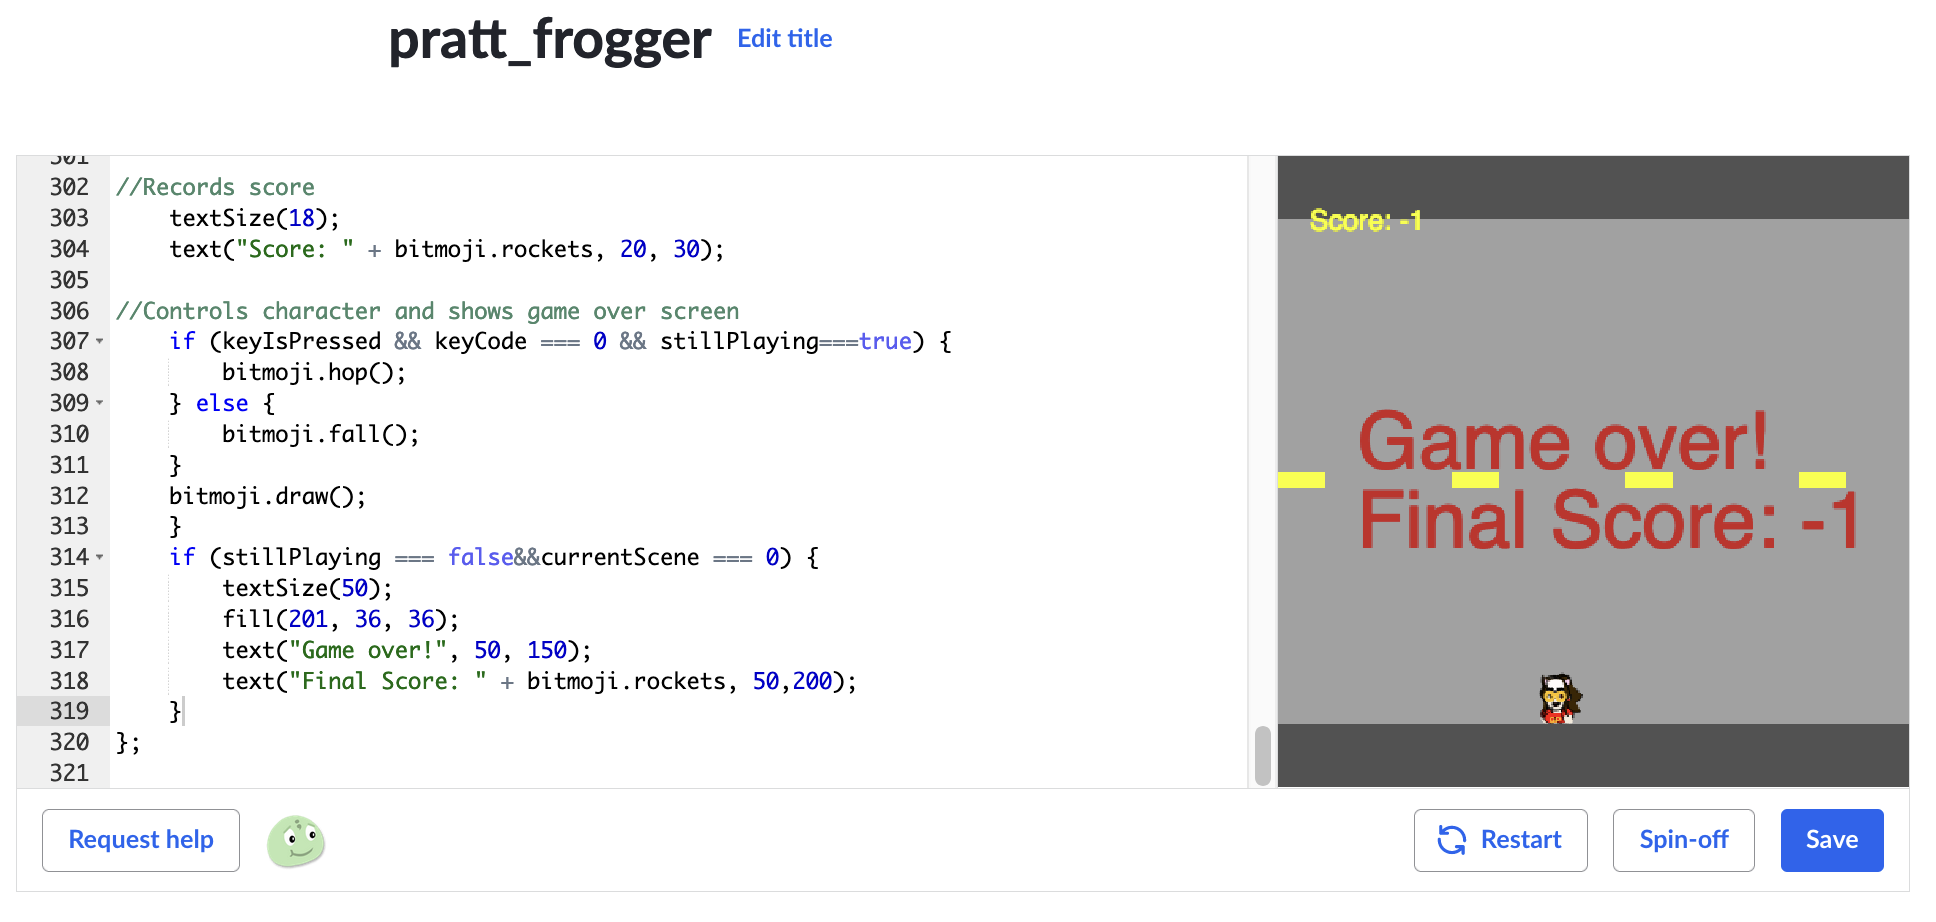 pratt_frogger Edit title
301
302 //Records score
303 textSize(18);
304 text("Score: " + bitmoji.rockets, 20, 30);
305
306 //Controls character and shows game over screen
307 if (keyIsPressed && keyCode === 0 && stillPlaying===true) {
308 bitmoji.hop();
309 } else {
310 bitmoji.fall();
311 }
312 bitmoji.draw();
313 }
314 if (stillPlaying === false&&currentScene === 0) {
315 textSize(50);
316 fill(201, 36, 36);
317 text("Game over!", 50, 150);
318 text("Final Score: " + bitmoji.rockets, 50,200);
319 }
320 };
321
Score: -1
Game over!
Final Score: -1
Request help
Restart
Spin-off
Save